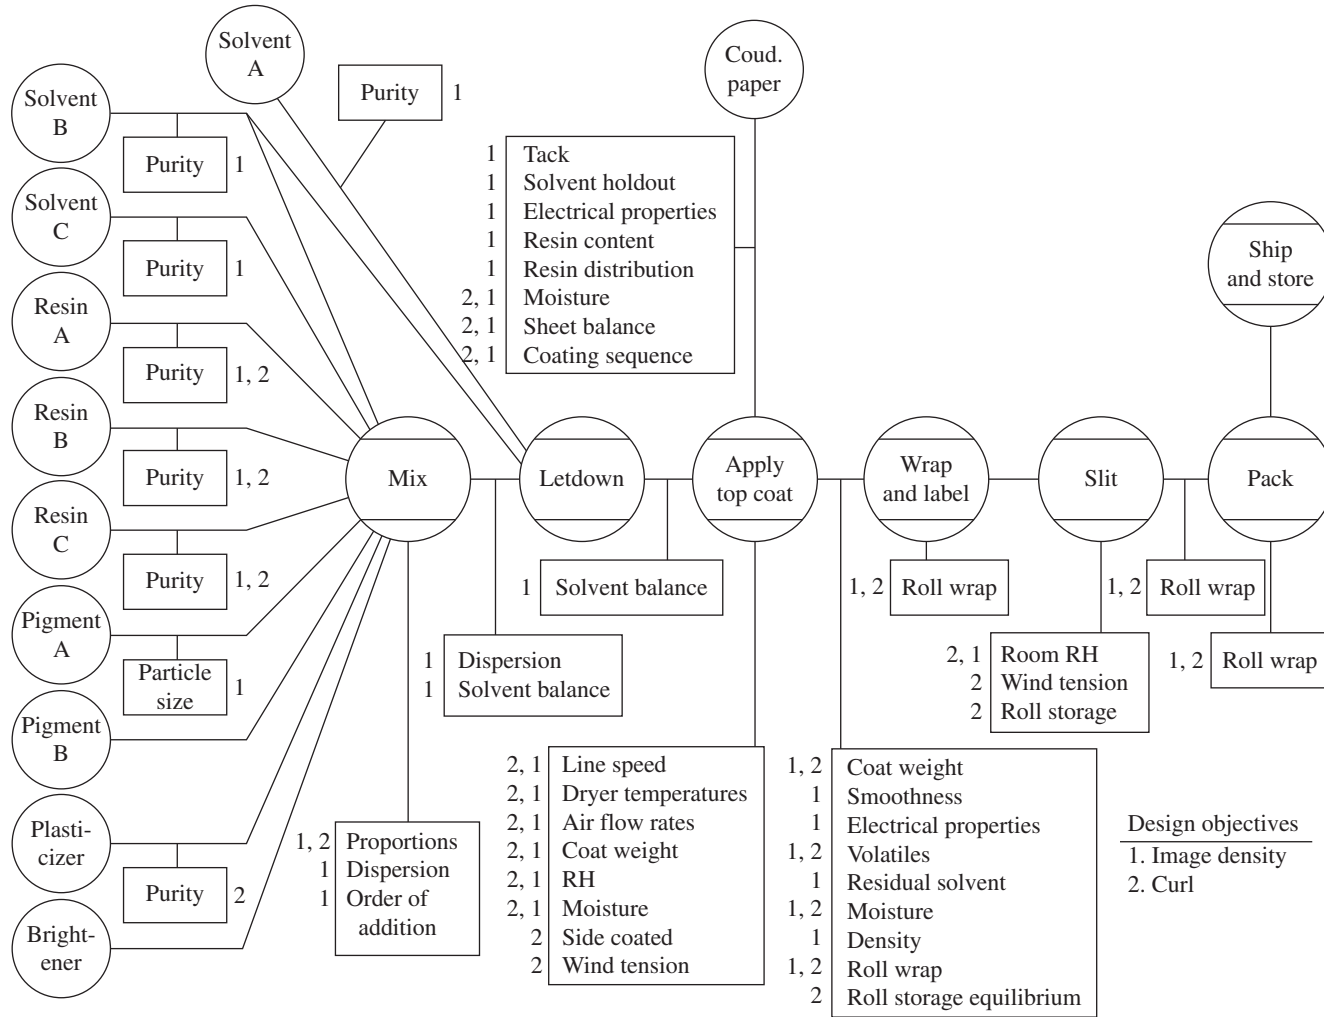 Solvent
A
Solvent
B
Purity 1
Coud.
paper
Purity 1
Solvent
C
Purity 1
Resin
A
Purity 1, 2
Resin
B
Purity 1, 2
Resin
C
Purity 1, 2
Pigment
A
Particle
size 1
Pigment
B
Plasti-
cizer
Purity 2
Bright-
ener
1 Tack
1 Solvent holdout
1 Electrical properties
1 Resin content
1 Resin distribution
2, 1 Moisture
2, 1 Sheet balance
2, 1 Coating sequence
Ship
and store
Mix
Letdown
Apply
top coat
Wrap
and label
Slit
Pack
1 Solvent balance
1, 2 Roll wrap
1, 2 Roll wrap
1, 2 Roll wrap
1 Dispersion
1 Solvent balance
2, 1 Room RH
2 Wind tension
2 Roll storage
1, 2 Proportions
1 Dispersion
1 Order of
addition
2, 1 Line speed
2, 1 Dryer temperatures
2, 1 Air flow rates
2, 1 Coat weight
2, 1 RH
2, 1 Moisture
2 Side coated
2 Wind tension
1, 2 Coat weight
1 Smoothness
1 Electrical properties
1, 2 Volatiles
1 Residual solvent
1, 2 Moisture
1 Density
1, 2 Roll wrap
2 Roll storage equilibrium
Design objectives
1. Image density
2. Curl